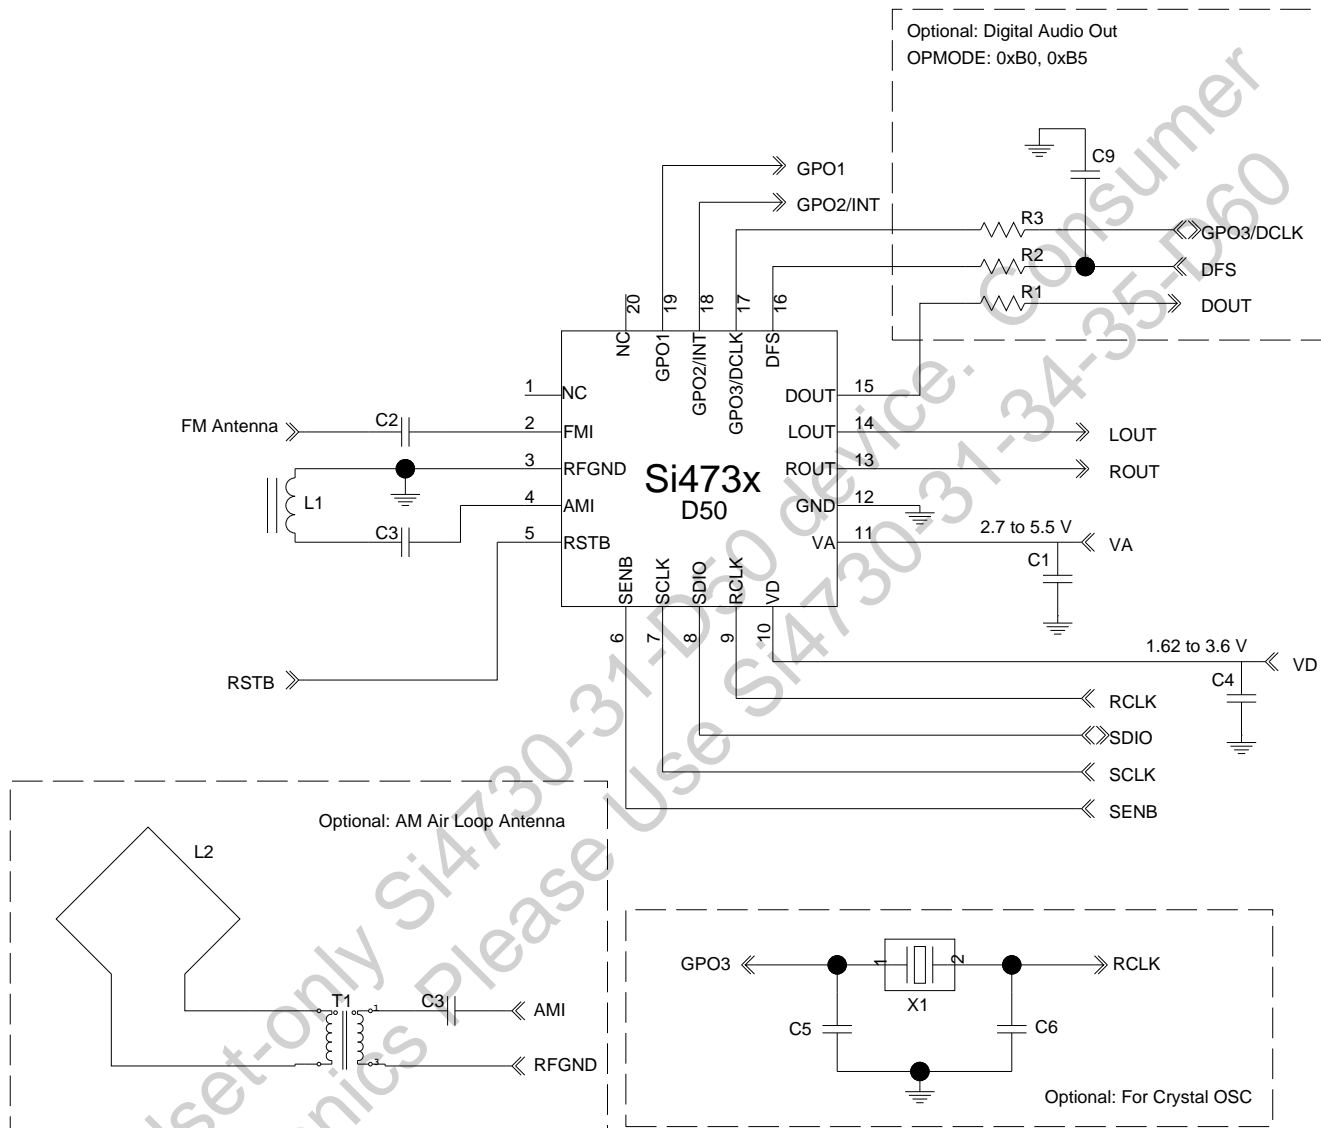 Optional: Digital Audio Out
OPMODE: 0xB0, 0xB5
C9
GPO1
GPO2/INT
R3
GPO3/DCLK
R2
DFS
R1
DOUT
20
19
18
17
16
NC
GPO1
GPO2/INT
GPO3/DCLK
DFS
1
NC
DOUT
15
FM Antenna
C2
2
FMI
LOUT
14
LOUT
3
RFGND
ROUT
13
ROUT
Si473x
D50
L1
4
AMI
GND
12
C3
5
RSTB
VA
11
2.7 to 5.5 V
VA
C1
SENB
SCLK
SDIO
RCLK
VD
6
7
8
9
10
1.62 to 3.6 V
VD
C4
RSTB
RCLK
SDIO
SCLK
SENB
Optional: AM Air Loop Antenna
L2
T1
1
C3
AMI
3
RFGND
GPO3
1
2
RCLK
X1
C5
C6
Optional: For Crystal OSC
set-only Si4730-31-D50 device. Consumer
Please Use Si4730-31-34-35-D60